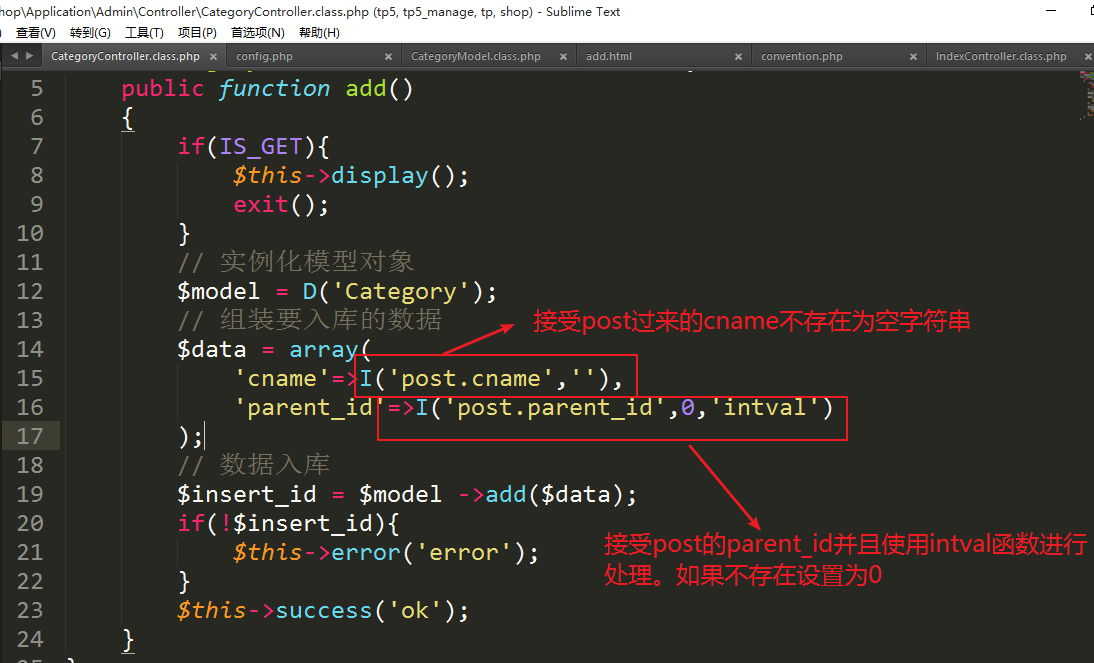 hop\Application\Admin\Controller\CategoryController.class.php (tp5, tp5_manage, tp, shop) - Sublime Text
) 查看(V) 转到(G) 工具(T) 项目(P) 首选项(N) 帮助(H)
CategoryController.class.php × config.php × CategoryModel.class.php × add.html × convention.php × IndexController.class.php ×
5 public function add()
6 {
7 if(IS_GET){
8 $this->display();
9 exit();
10 }
11 // 实例化模型对象
12 $model = D('Category');
13 // 组装要入库的数据
接受post过来的cname不存在为空字符串
14 $data = array(
15 'cname'=>I('post.cname',''),
16 'parent_id'=>I('post.parent_id',0,'intval')
17 );
18 // 数据入库
19 $insert_id = $model ->add($data);
20 if(!$insert_id){
21 $this->error('error');
接受post的parent_id并且使用intval函数进行
处理。如果不存在设置为0
22 }
23 $this->success('ok');
24 }